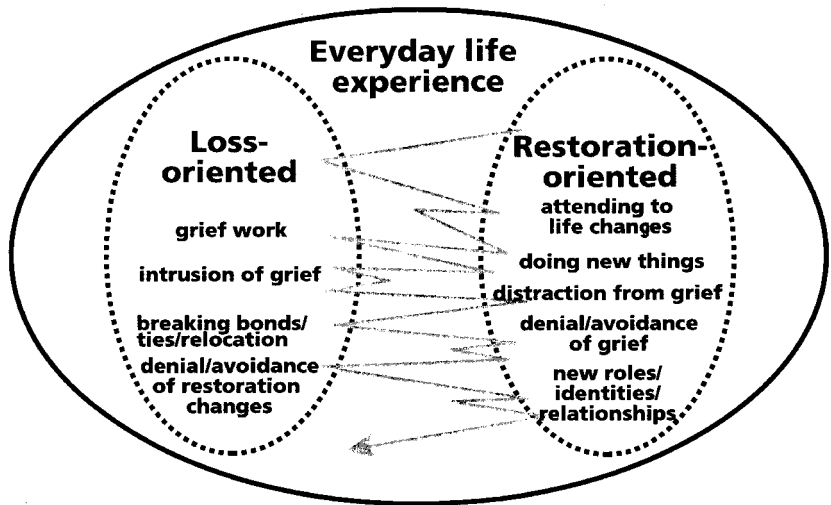 Everyday life
experience
Loss-
oriented
grief work
intrusion of grief
breaking bonds/
ties/relocation
denial/avoidance
of restoration
changes
Restoration-
oriented
attending to
life changes
doing new things
distraction from grief
denial/avoidance
of grief
new roles/
identities/
relationships